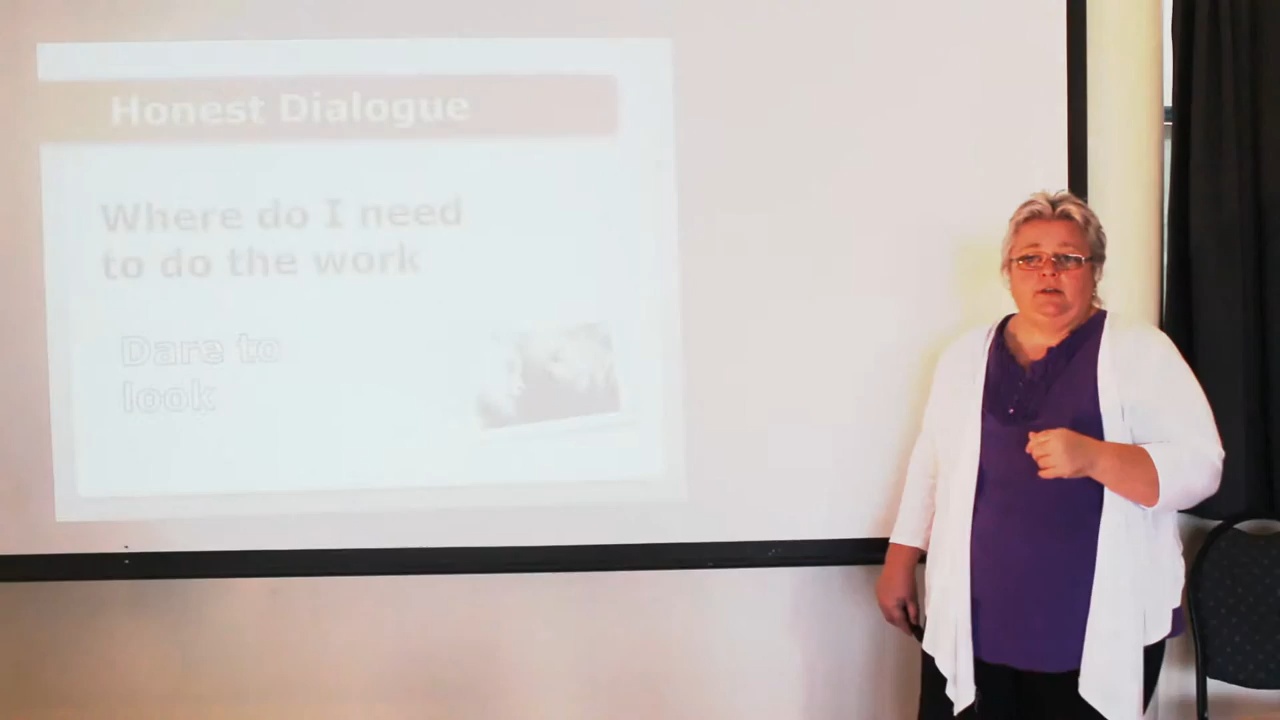 Honest Dialogue
Where do I need
to do the work
Dare to
look